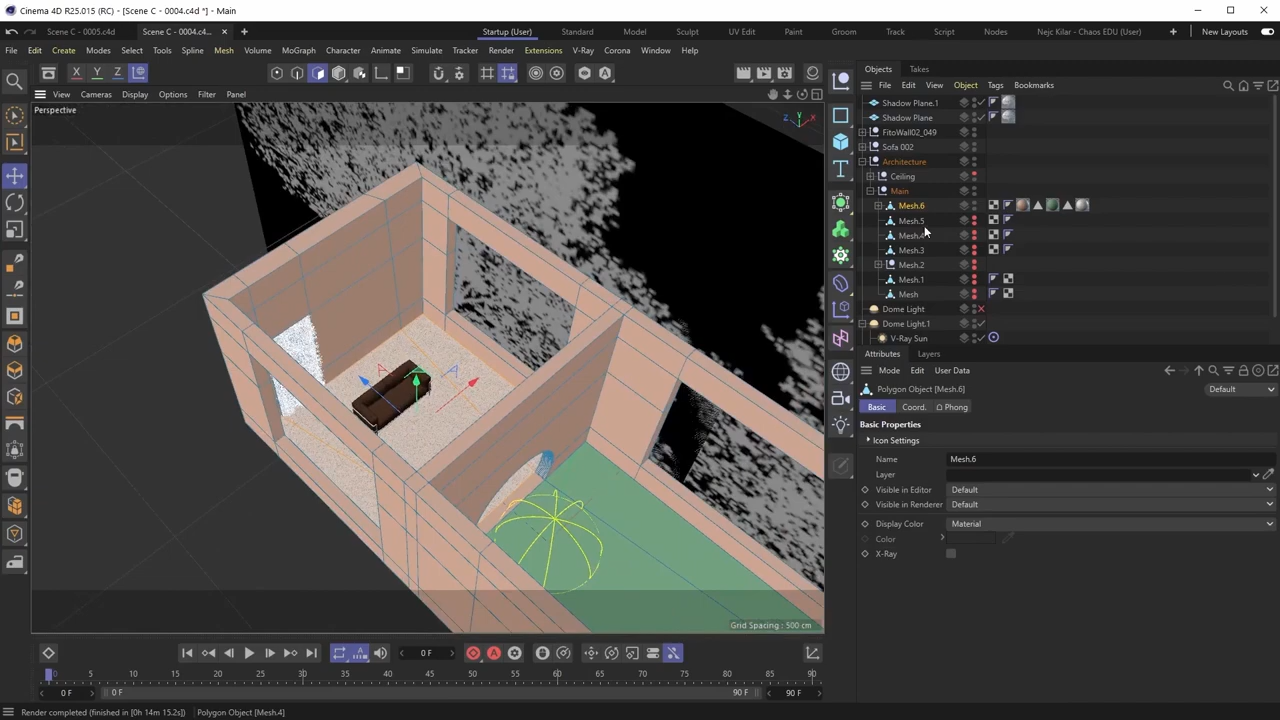 Cinema 4D R25.015 (RC) - [Scene C - 0004.c4d *] - Main
Scene C - 0005.c4d
Scene C - 0004.c4d...
Startup (User)
Standard
Model
Sculpt
UV Edit
Paint
Groom
Track
Script
Nodes
Nejc Kilar - Chaos EDU (User)
New Layouts
File Edit Create Modes Select Tools Spline Mesh Volume MoGraph Character Animate Simulate Tracker Render Extensions V-Ray Corona Window Help
X Y Z
Objects Takes
File Edit View Object Tags Bookmarks
View Cameras Display Options Filter Panel
Perspective
Z Y X
Shadow Plane.1
Shadow Plane
FitoWall02_049
Sofa 002
Architecture
Ceiling
Main
Mesh.6
Mesh.5
Mesh.4
Mesh.3
Mesh.2
Mesh.1
Mesh
Dome Light
Dome Light.1
V-Ray Sun
Attributes Layers
Mode Edit User Data
Polygon Object [Mesh.6]
Default
Basic Coord. Phong
Basic Properties
Icon Settings
Name Mesh.6
Layer
Visible in Editor Default
Visible in Renderer Default
Display Color Material
Color
X-Ray
Grid Spacing : 500 cm
0 F
0 5 10 15 20 25 30 35 40 45 50 55 60 65 70 75 80 85 90
0 F 0 F 90 F 90 F
Render completed (finished in [0h 14m 15.2s]) Polygon Object [Mesh.4]